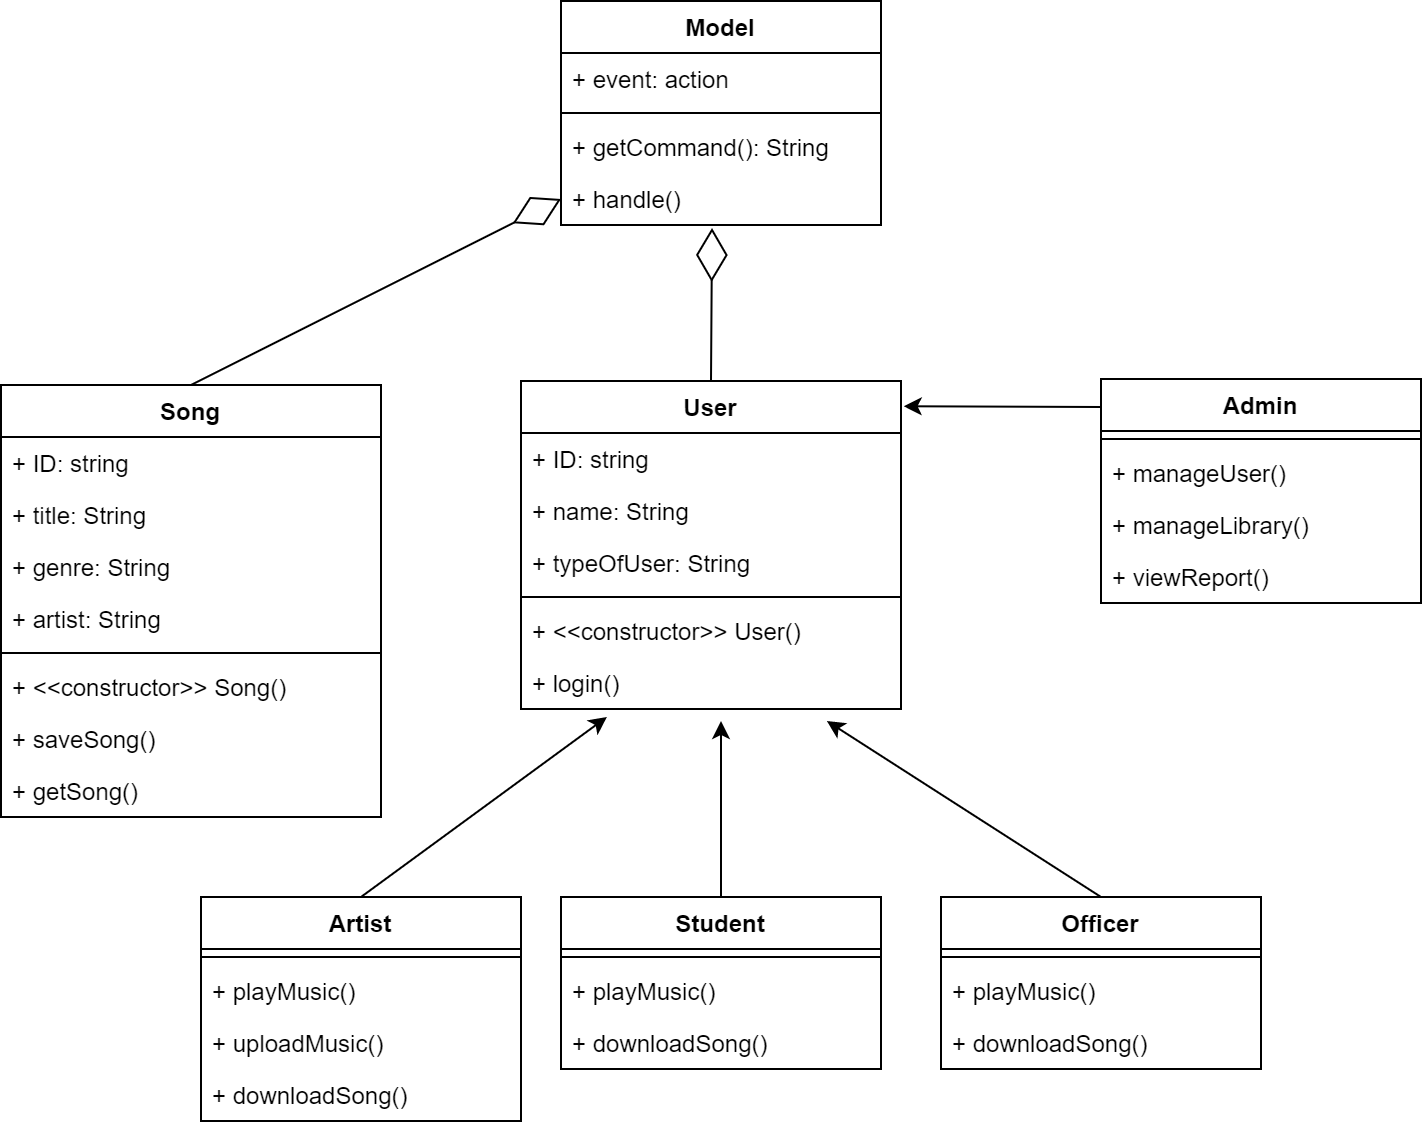 Model
+ event: action
+ getCommand(): String
+ handle()
Song
+ ID: string
+ title: String
+ genre: String
+ artist: String
+ <<constructor>> Song()
+ saveSong()
+ getSong()
User
+ ID: string
+ name: String
+ typeOfUser: String
+ <<constructor>> User()
+ login()
Admin
+ manageUser()
+ manageLibrary()
+ viewReport()
Artist
+ playMusic()
+ uploadMusic()
+ downloadSong()
Student
+ playMusic()
+ downloadSong()
Officer
+ playMusic()
+ downloadSong()